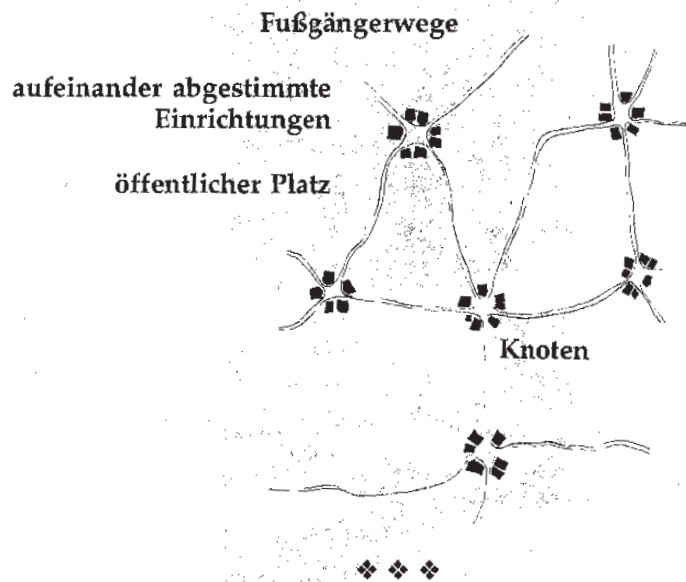 Fußgängerwege
aufeinander abgestimmte
Einrichtungen
öffentlicher Platz
Knoten